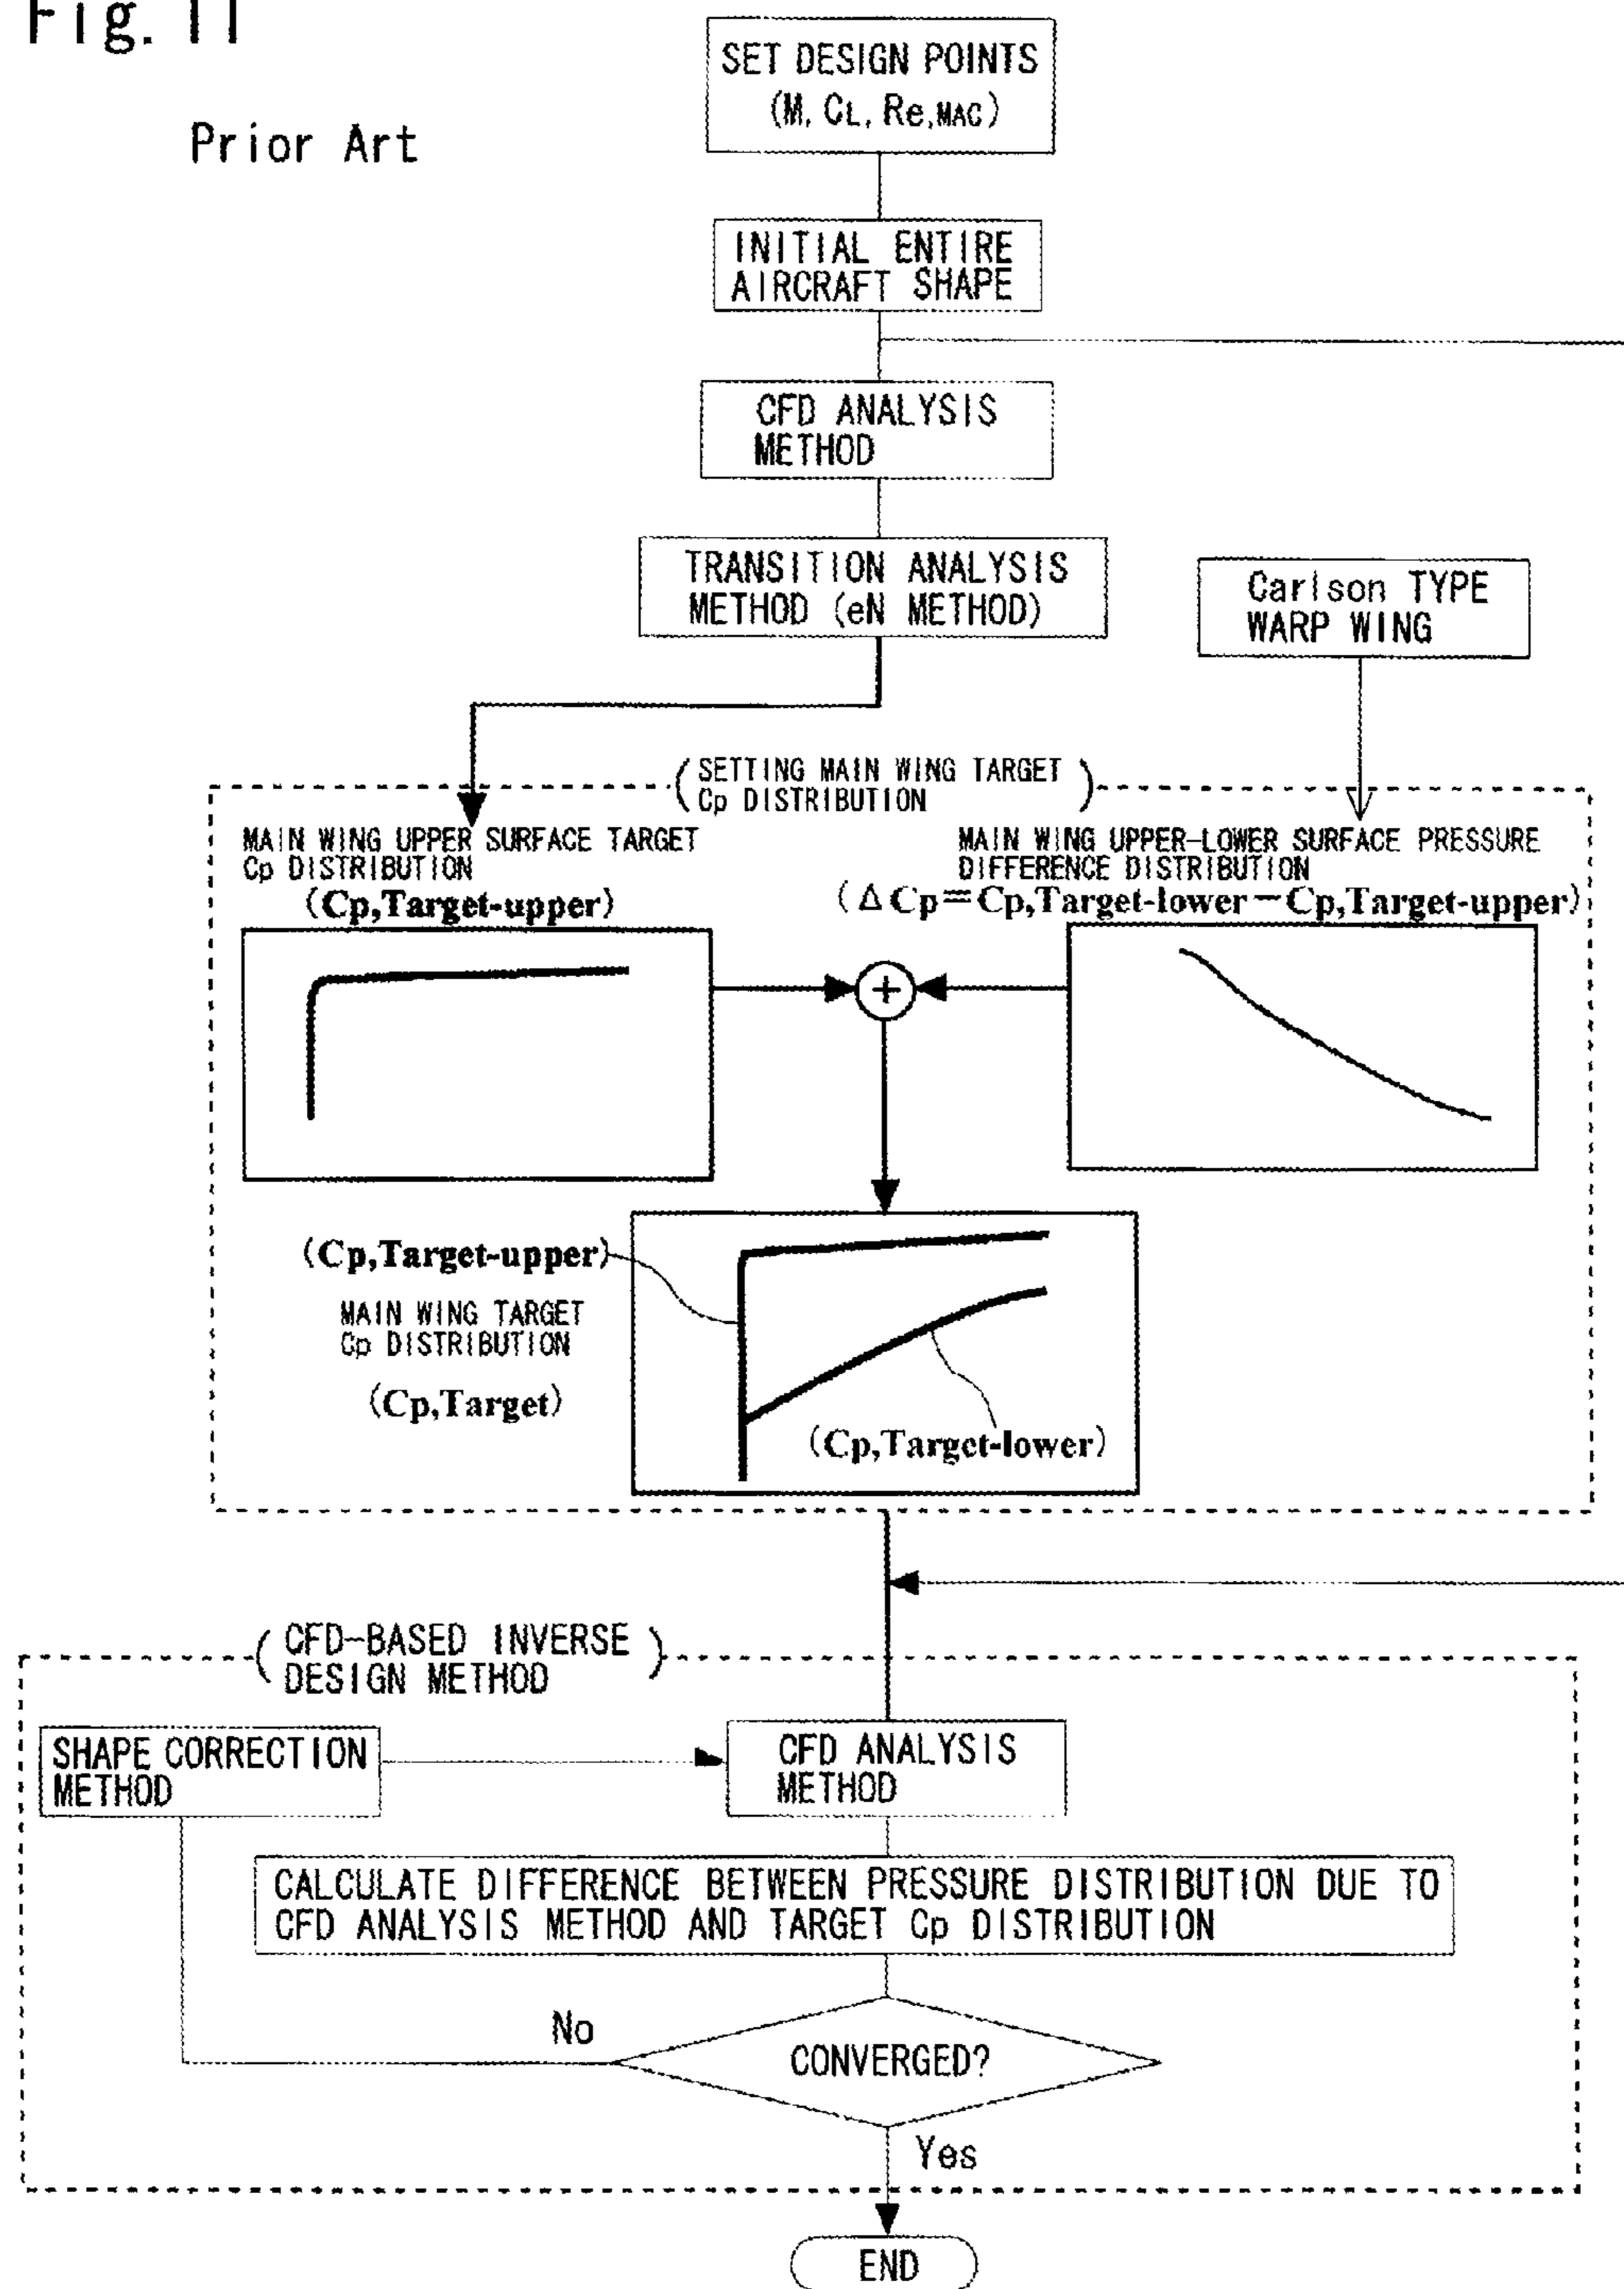 Fig. 11
Prior Art
SET DESIGN POINTS
(M, CL, Re,MAC)
INITIAL ENTIRE
AIRCRAFT SHAPE
CFD ANALYSIS
METHOD
TRANSITION ANALYSIS
METHOD (eN METHOD)
Carlson TYPE
WARP WING
(SETTING MAIN WING TARGET
Cp DISTRIBUTION)
MAIN WING UPPER SURFACE TARGET
Cp DISTRIBUTION
(Cp,Target-upper)
MAIN WING UPPER-LOWER SURFACE PRESSURE
DIFFERENCE DISTRIBUTION
(ΔCp=Cp,Target-lower−Cp,Target-upper)
+
(Cp,Target-upper)
MAIN WING TARGET
Cp DISTRIBUTION
(Cp,Target)
(Cp,Target-lower)
(CFD-BASED INVERSE
DESIGN METHOD)
SHAPE CORRECTION
METHOD
CFD ANALYSIS
METHOD
CALCULATE DIFFERENCE BETWEEN PRESSURE DISTRIBUTION DUE TO
CFD ANALYSIS METHOD AND TARGET Cp DISTRIBUTION
No
CONVERGED?
Yes
END